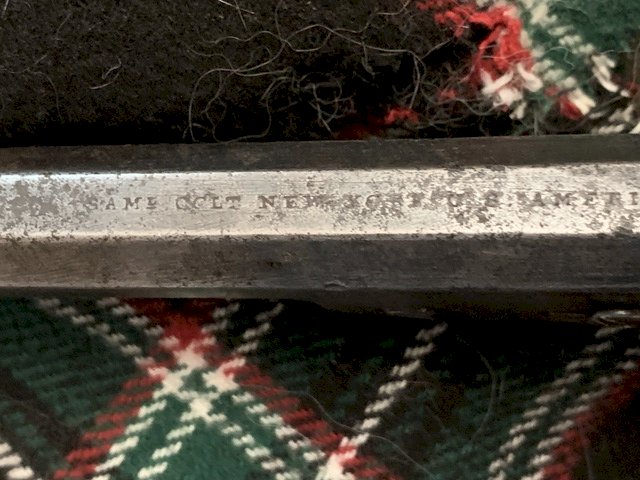 SAMᴸ COLT NEW YORK U.S. AMERI